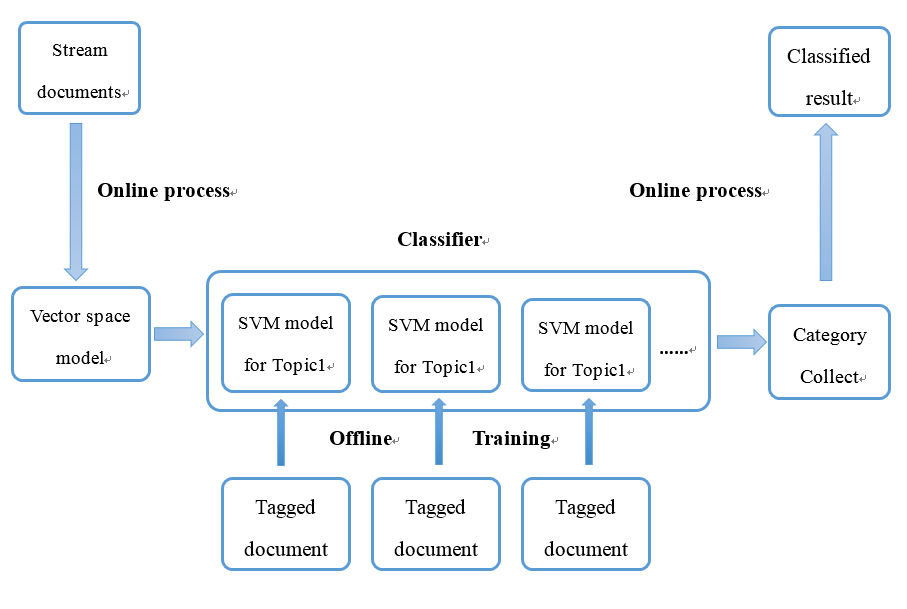 Stream
documents
Classified
result
Online process
Online process
Classifier
Vector space
model
SVM model
for Topic1
SVM model
for Topic1
SVM model
for Topic1
......
Category
Collect
Offline
Training
Tagged
document
Tagged
document
Tagged
document